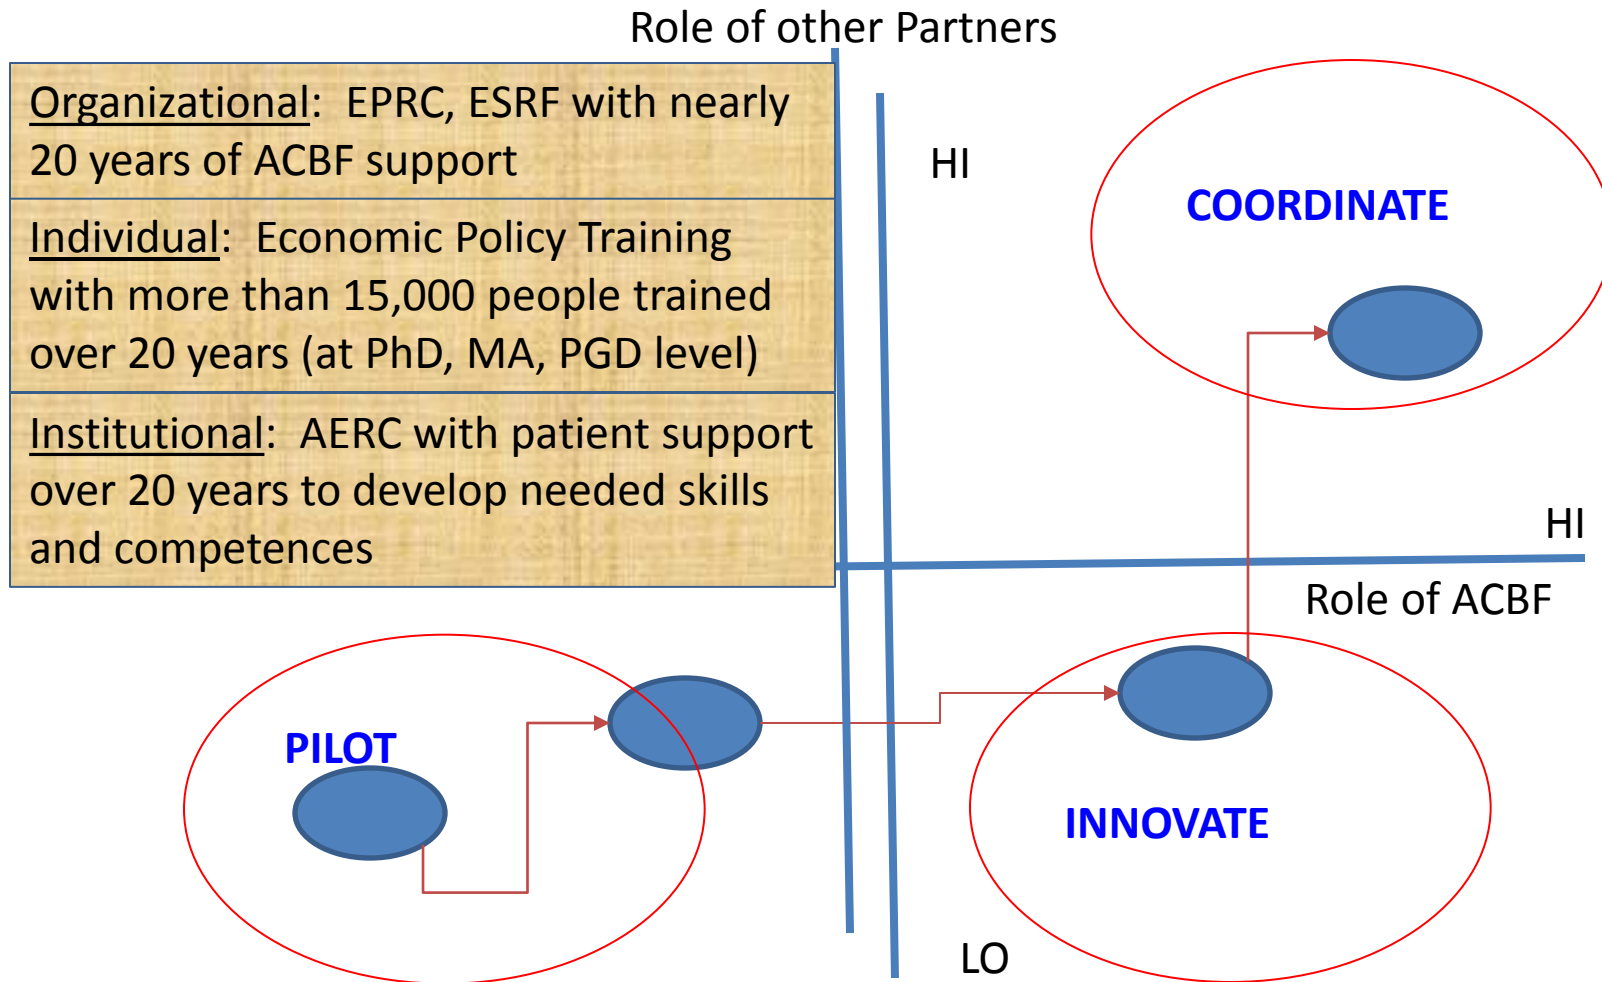 Role of other Partners
Organizational:  EPRC, ESRF with nearly
20 years of ACBF support
Individual:  Economic Policy Training
with more than 15,000 people trained
over 20 years (at PhD, MA, PGD level)
Institutional:  AERC with patient support
over 20 years to develop needed skills
and competences
HI
COORDINATE
HI
Role of ACBF
PILOT
INNOVATE
LO